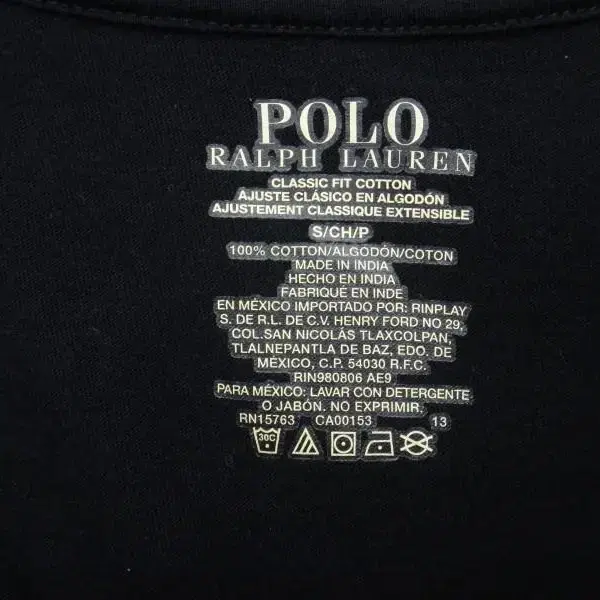 POLO
RALPH LAUREN
CLASSIC FIT COTTON
AJUSTE CLÁSICO EN ALGODÓN
AJUSTEMENT CLASSIQUE EXTENSIBLE
S/CH/P
100% COTTON/ALGODÓN/COTON
MADE IN INDIA
HECHO EN INDIA
FABRIQUÉ EN INDE
EN MÉXICO IMPORTADO POR: RINPLAY
S. DE R.L. DE C.V. HENRY FORD NO 29,
COL.SAN NICOLÁS TLAXCOLPAN,
TLALNEPANTLA DE BAZ, EDO. DE
MÉXICO, C.P. 54030 R.F.C.
RIN980806 AE9
PARA MÉXICO: LAVAR CON DETERGENTE
O JABÓN. NO EXPRIMIR.
RN15763 CA00153 13
30C